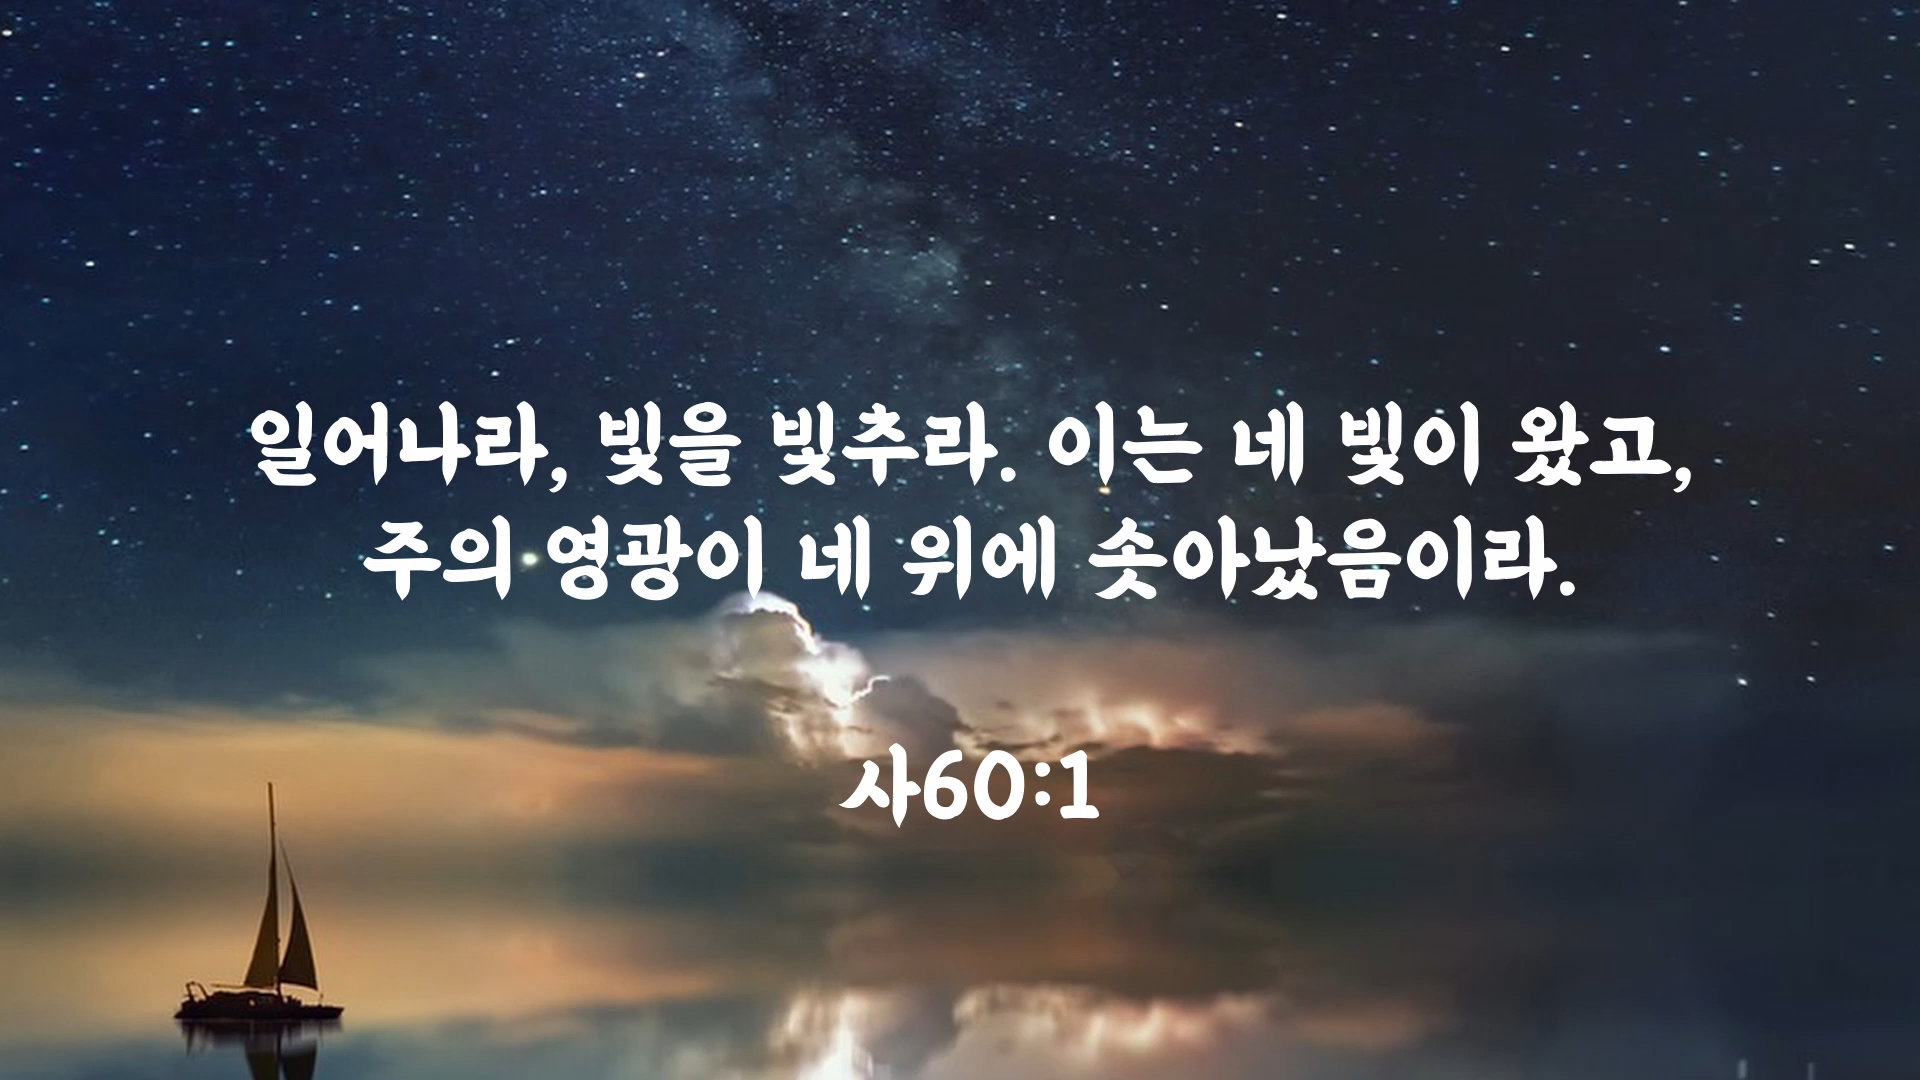 일어나라, 빛을 빛추라. 이는 네 빛이 왔고,
주의 영광이 네 위에 솟아났음이라.
사60:1